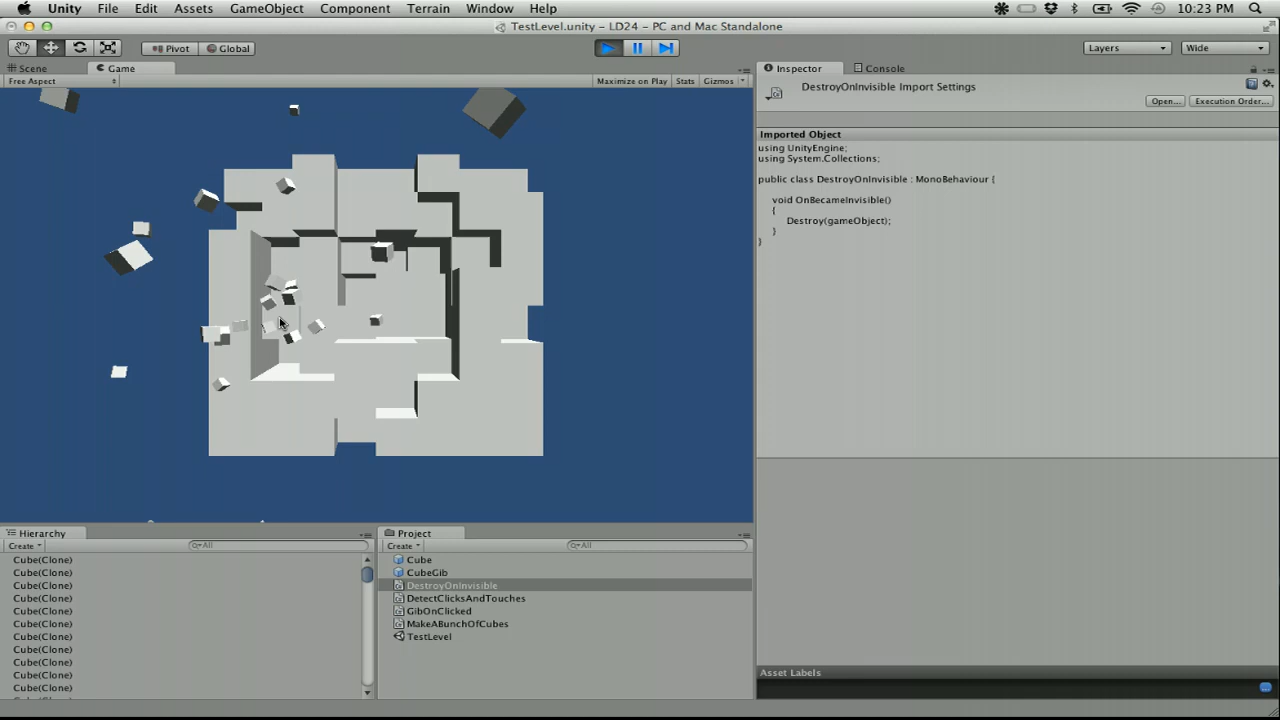 Unity File Edit Assets GameObject Component Terrain Window Help 10:23 PM
TestLevel.unity - LD24 - PC and Mac Standalone
Pivot Global Layers Wide
Scene Game Inspector Console
Free Aspect Maximize on Play Stats Gizmos
DestroyOnInvisible Import Settings
Open... Execution Order...
Imported Object
using UnityEngine;
using System.Collections;
public class DestroyOnInvisible : MonoBehaviour {
void OnBecameInvisible()
{
Destroy(gameObject);
}
}
Hierarchy Project
Create All Create All
Cube(Clone) Cube
Cube(Clone) CubeGib
Cube(Clone) DestroyOnInvisible
Cube(Clone) DetectClicksAndTouches
Cube(Clone) GibOnClicked
Cube(Clone) MakeABunchOfCubes
Cube(Clone) TestLevel
Cube(Clone)
Cube(Clone)
Cube(Clone)
Cube(Clone)
Asset Labels